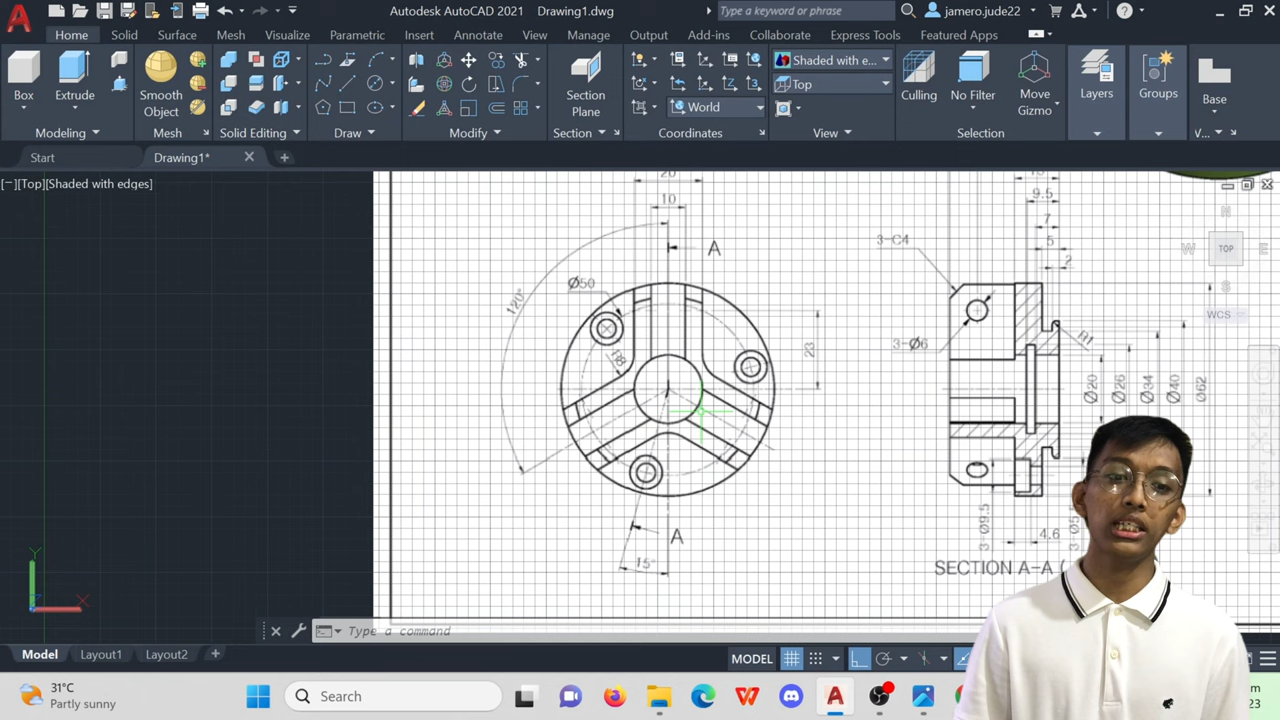 Autodesk AutoCAD 2021 Drawing1.dwg
Type a keyword or phrase
jamero.jude22
Home Solid Surface Mesh Visualize Parametric Insert Annotate View Manage Output Add-ins Collaborate Express Tools Featured Apps
Box
Extrude
Smooth
Object
Section
Plane
World
Shaded with e...
Top
Culling
No Filter
Move
Gizmo
Layers
Groups
Base
Modeling
Mesh
Solid Editing
Draw
Modify
Section
Coordinates
View
Selection
V...
Start
Drawing1*
[−][Top][Shaded with edges]
20
10
A
Ø50
120°
R8
23
A
15°
9.5
7
5
2
3-C4
3-Ø6
R1
Ø20
Ø26
Ø34
Ø40
Ø62
3-Ø9.5
4.6
SECTION A-A (
N
W
TOP
E
S
WCS
Y
X
Type a command
Model
Layout1
Layout2
MODEL
31°C
Partly sunny
Search